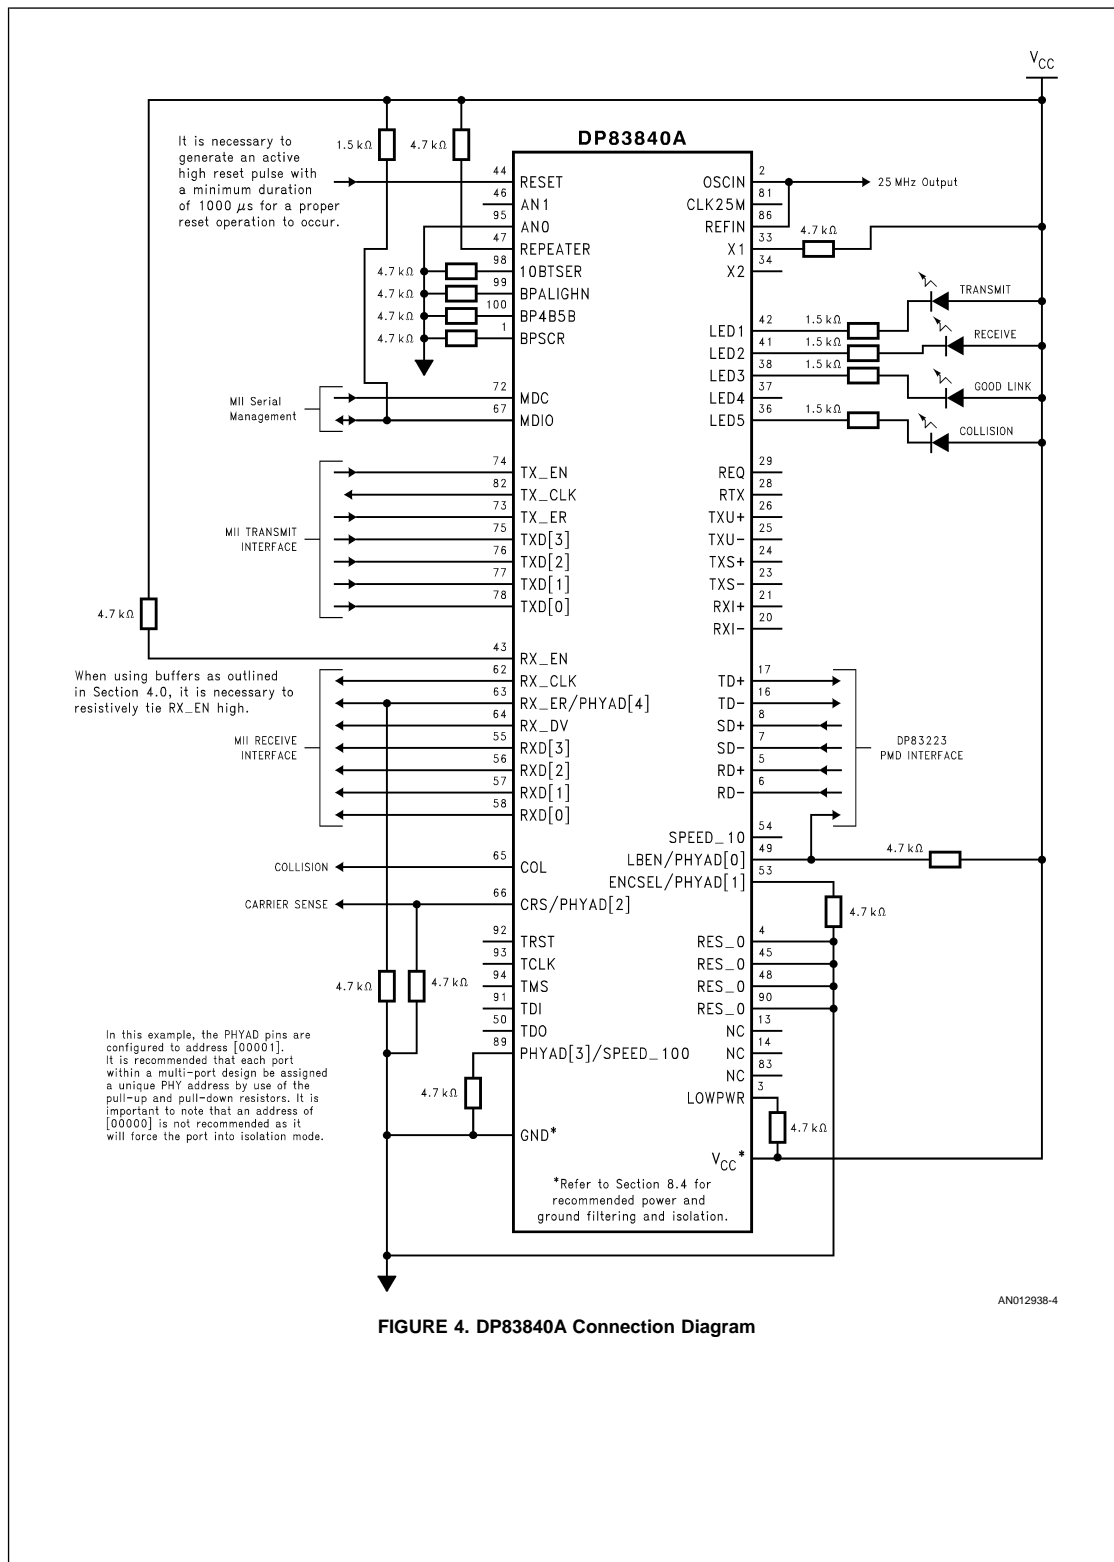 V_CC
It is necessary to
generate an active
high reset pulse with
a minimum duration
of 1000 μs for a proper
reset operation to occur.
1.5 kΩ
4.7 kΩ
DP83840A
44
RESET
46
AN1
95
AN0
47
REPEATER
98
4.7 kΩ
10BTSER
99
4.7 kΩ
BPALIGHN
100
4.7 kΩ
BP4B5B
1
4.7 kΩ
BPSCR
MII Serial
Management
72
MDC
67
MDIO
MII TRANSMIT
INTERFACE
74
TX_EN
82
TX_CLK
73
TX_ER
75
TXD[3]
76
TXD[2]
77
TXD[1]
78
TXD[0]
4.7 kΩ
43
RX_EN
When using buffers as outlined
in Section 4.0, it is necessary to
resistively tie RX_EN high.
MII RECEIVE
INTERFACE
62
RX_CLK
63
RX_ER/PHYAD[4]
64
RX_DV
55
RXD[3]
56
RXD[2]
57
RXD[1]
58
RXD[0]
COLLISION
65
COL
CARRIER SENSE
66
CRS/PHYAD[2]
92
TRST
93
TCLK
94
TMS
91
TDI
50
TDO
89
PHYAD[3]/SPEED_100
4.7 kΩ
4.7 kΩ
4.7 kΩ
GND*
In this example, the PHYAD pins are
configured to address [00001].
It is recommended that each port
within a multi-port design be assigned
a unique PHY address by use of the
pull-up and pull-down resistors. It is
important to note that an address of
[00000] is not recommended as it
will force the port into isolation mode.
2
OSCIN
25 MHz Output
81
CLK25M
86
REFIN
33
X1
4.7 kΩ
34
X2
42
LED1
1.5 kΩ
TRANSMIT
41
LED2
1.5 kΩ
RECEIVE
38
LED3
1.5 kΩ
GOOD LINK
37
LED4
36
LED5
1.5 kΩ
COLLISION
29
REQ
28
RTX
26
TXU+
25
TXU-
24
TXS+
23
TXS-
21
RXI+
20
RXI-
17
TD+
16
TD-
8
SD+
7
SD-
5
RD+
6
RD-
DP83223
PMD INTERFACE
54
SPEED_10
49
LBEN/PHYAD[0]
4.7 kΩ
53
ENCSEL/PHYAD[1]
4.7 kΩ
4
RES_0
45
RES_0
48
RES_0
90
RES_0
13
NC
14
NC
83
NC
3
LOWPWR
4.7 kΩ
V_CC*
*Refer to Section 8.4 for
recommended power and
ground filtering and isolation.
AN012938-4
FIGURE 4. DP83840A Connection Diagram